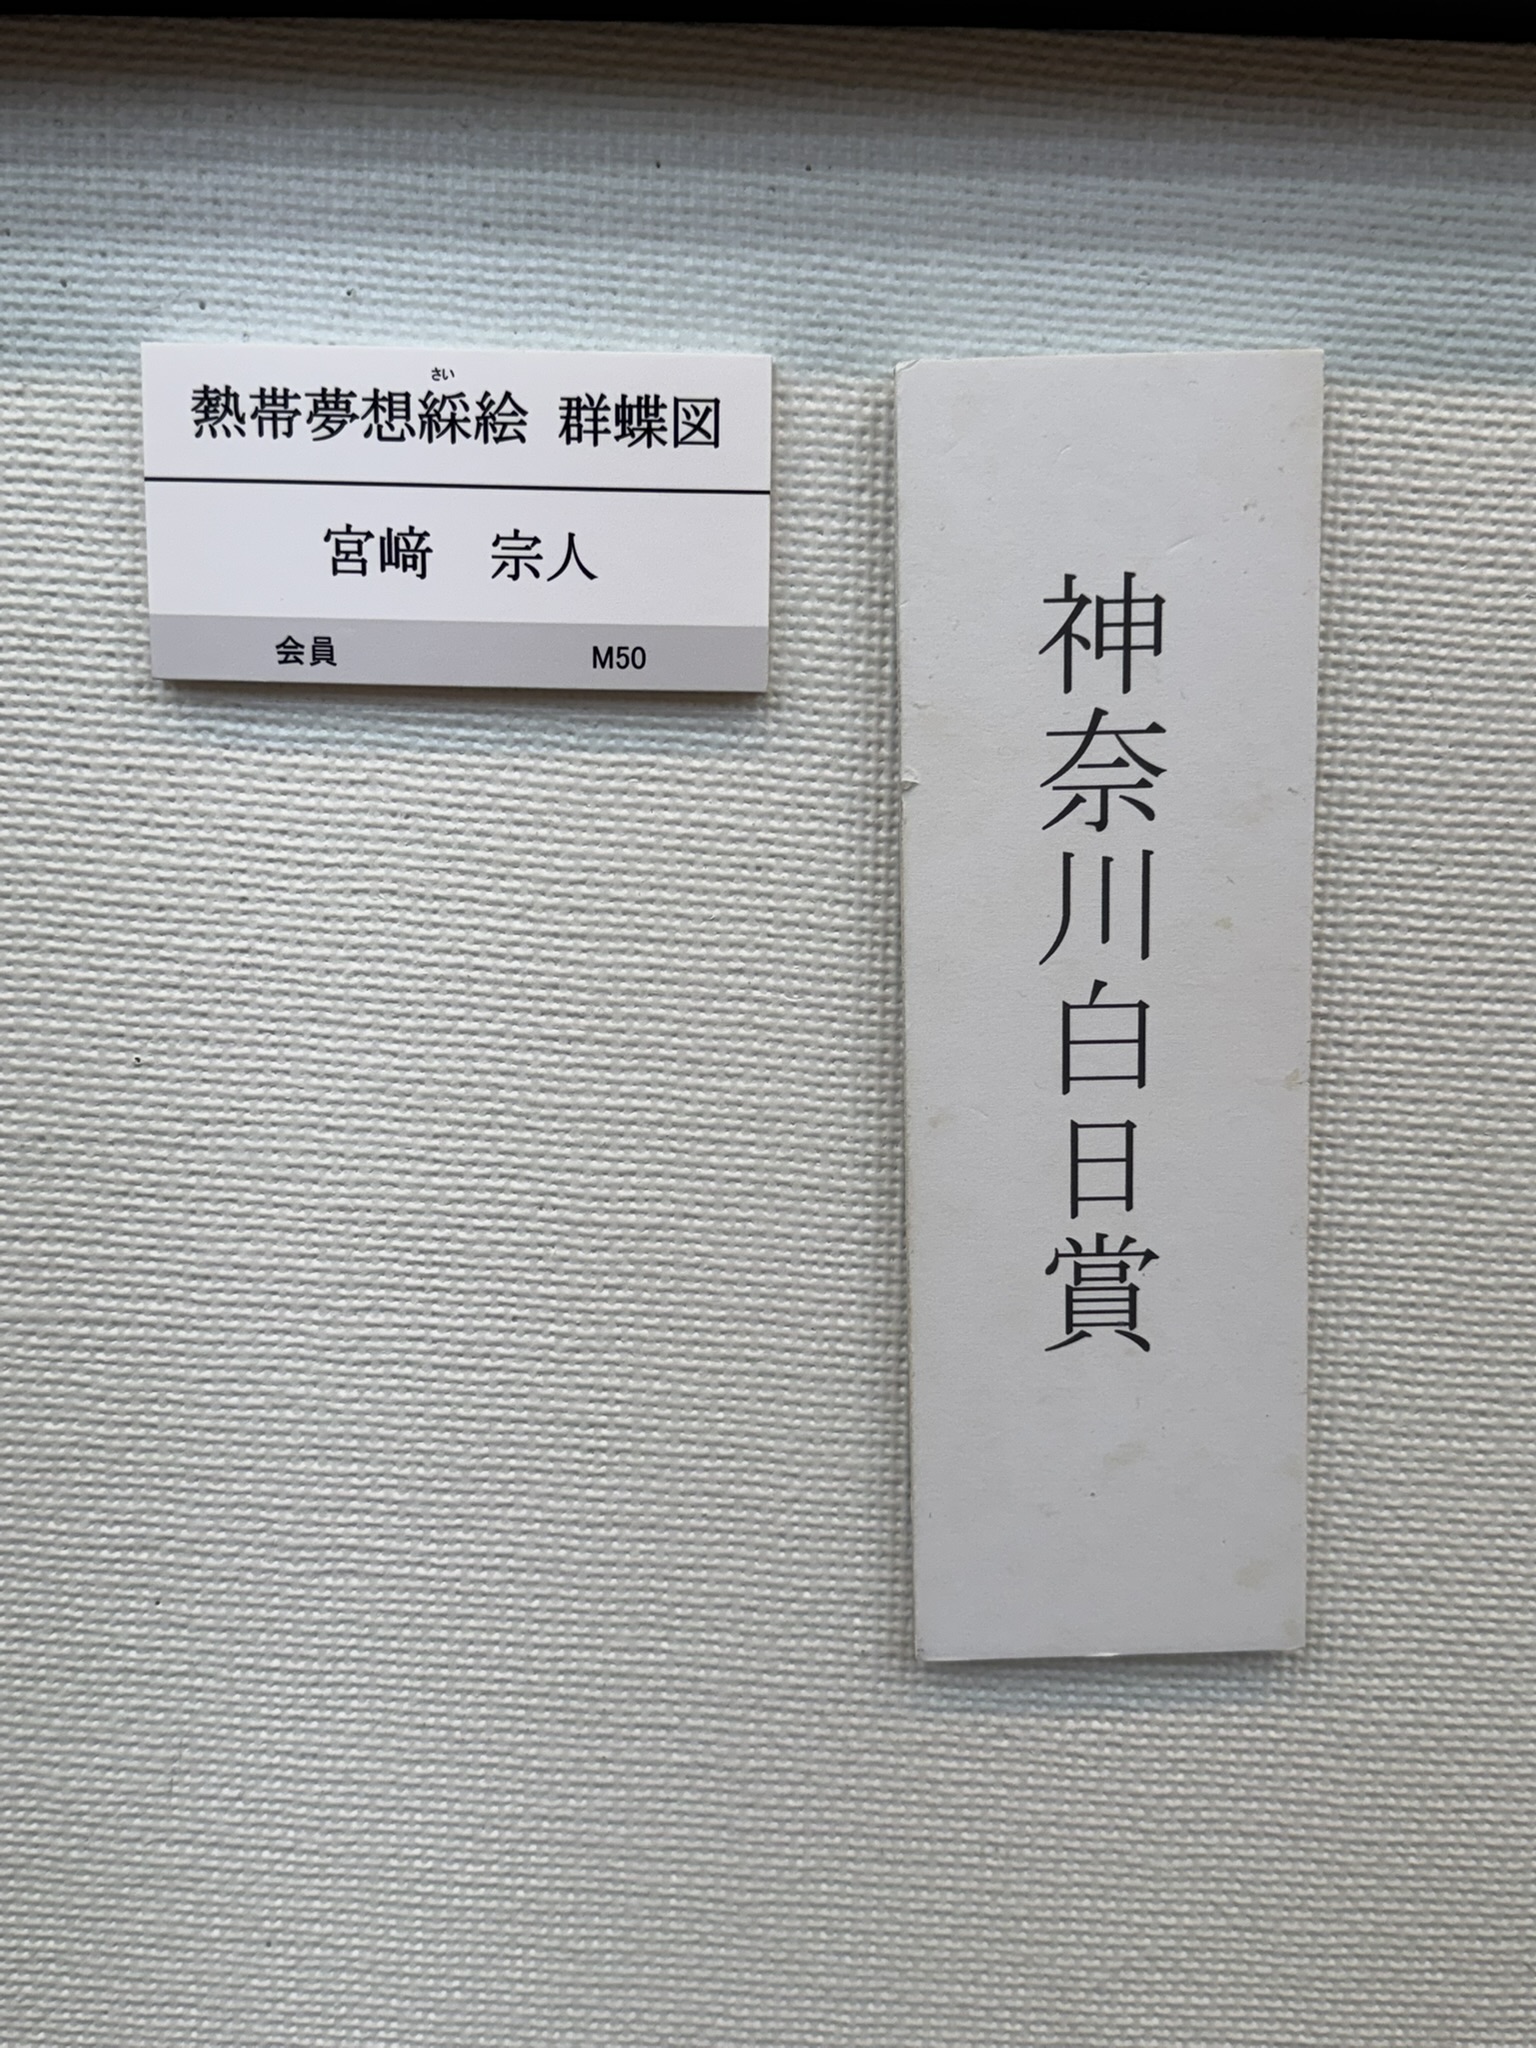 熱帯夢想綵絵 群蝶図
さい
宮﨑 宗人
会員 M50
神奈川白日賞